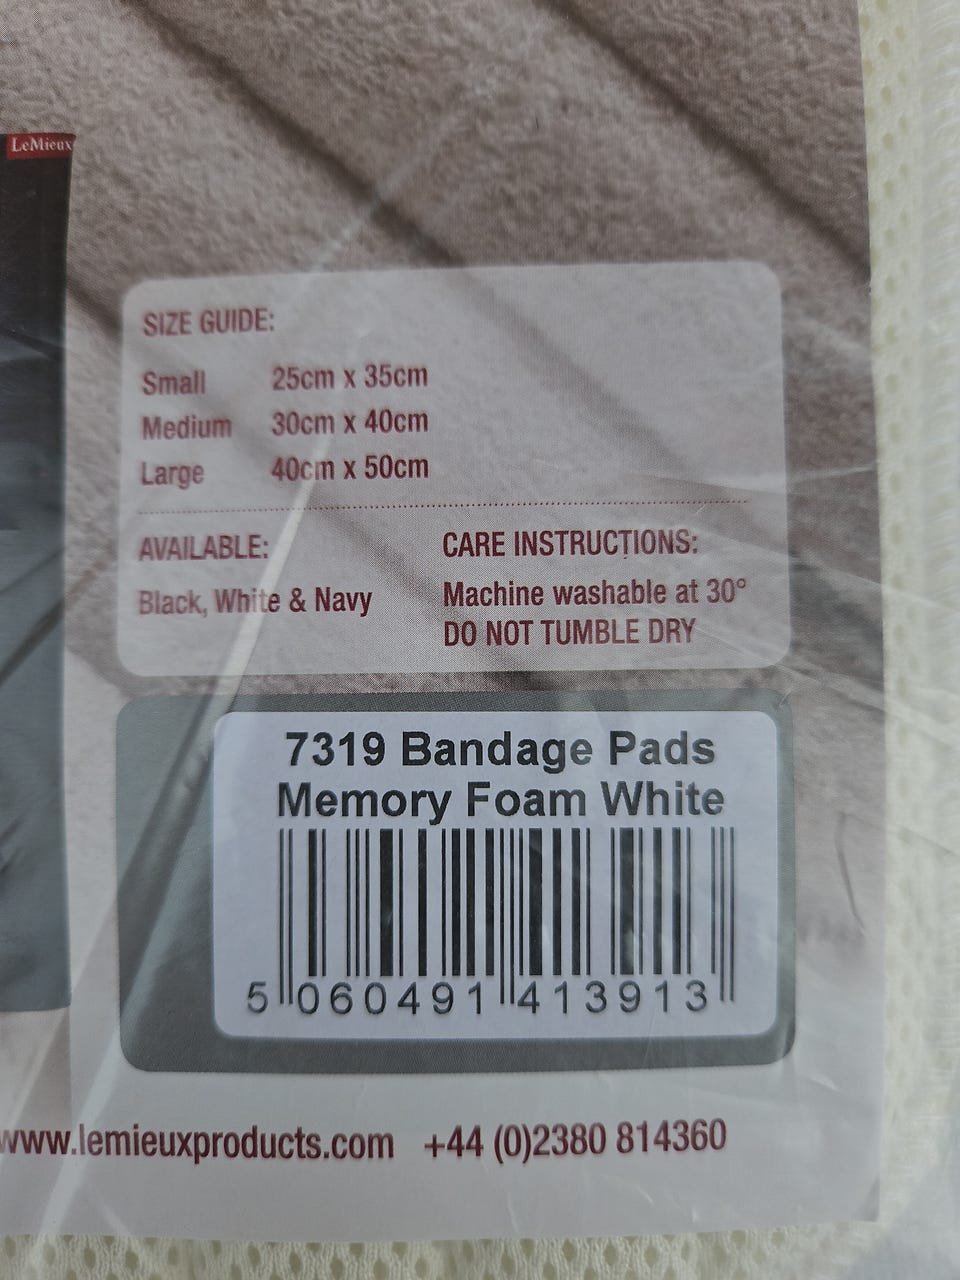 LeMieux
SIZE GUIDE:
Small 25cm x 35cm
Medium 30cm x 40cm
Large 40cm x 50cm
AVAILABLE:
Black, White & Navy
CARE INSTRUCTIONS:
Machine washable at 30°
DO NOT TUMBLE DRY
7319 Bandage Pads
Memory Foam White
5 060491 413913
www.lemieuxproducts.com +44 (0)2380 814360